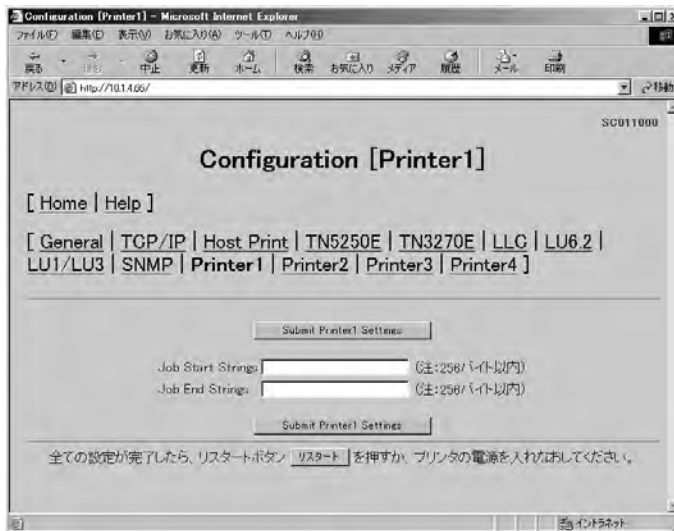 Configuration [Printer1] - Microsoft Internet Explorer
ファイル(F) 編集(E) 表示(V) お気に入り(A) ツール(T) ヘルプ(H)
戻る 中止 更新 ホーム 検索 お気に入り メディア 履歴 メール 印刷
アドレス(D) http://10.1.4.66/ 移動
SC011000
Configuration [Printer1]
[ Home | Help ]
[ General | TCP/IP | Host Print | TN5250E | TN3270E | LLC | LU6.2 |
LU1/LU3 | SNMP | Printer1 | Printer2 | Printer3 | Printer4 ]
Submit Printer1 Settings
Job Start Strings (注:256バイト以内)
Job End Strings (注:256バイト以内)
Submit Printer1 Settings
全ての設定が完了したら、リスタートボタン リスタート を押すか、プリンタの電源を入れなおしてください。
イントラネット